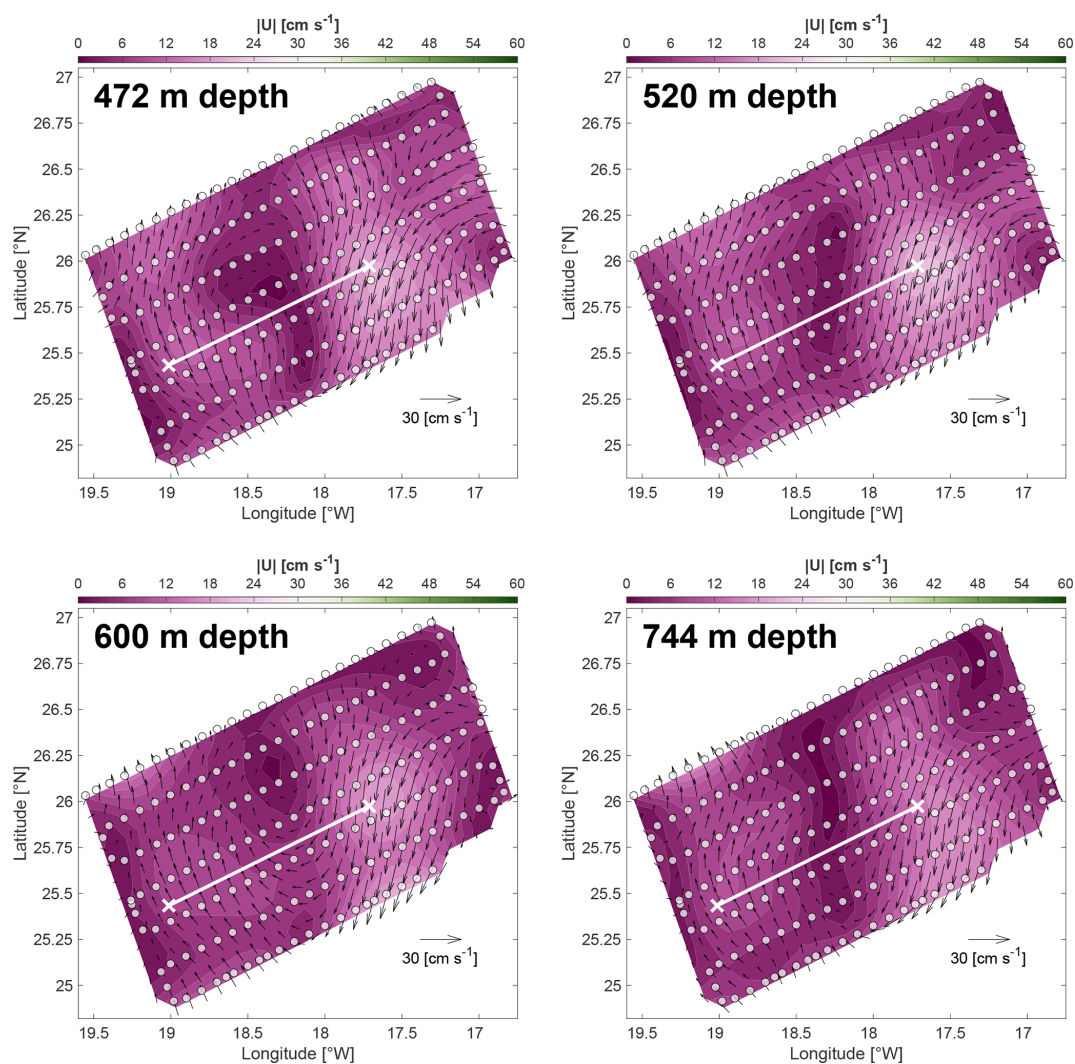 |U| [cm s⁻¹]
0 6 12 18 24 30 36 42 48 54 60
472 m depth
27
26.75
26.5
26.25
26
25.75
25.5
25.25
25
Latitude [°N]
30 [cm s⁻¹]
19.5 19 18.5 18 17.5 17
Longitude [°W]
|U| [cm s⁻¹]
0 6 12 18 24 30 36 42 48 54 60
520 m depth
27
26.75
26.5
26.25
26
25.75
25.5
25.25
25
Latitude [°N]
30 [cm s⁻¹]
19.5 19 18.5 18 17.5 17
Longitude [°W]
|U| [cm s⁻¹]
0 6 12 18 24 30 36 42 48 54 60
600 m depth
27
26.75
26.5
26.25
26
25.75
25.5
25.25
25
Latitude [°N]
30 [cm s⁻¹]
19.5 19 18.5 18 17.5 17
Longitude [°W]
|U| [cm s⁻¹]
0 6 12 18 24 30 36 42 48 54 60
744 m depth
27
26.75
26.5
26.25
26
25.75
25.5
25.25
25
Latitude [°N]
30 [cm s⁻¹]
19.5 19 18.5 18 17.5 17
Longitude [°W]